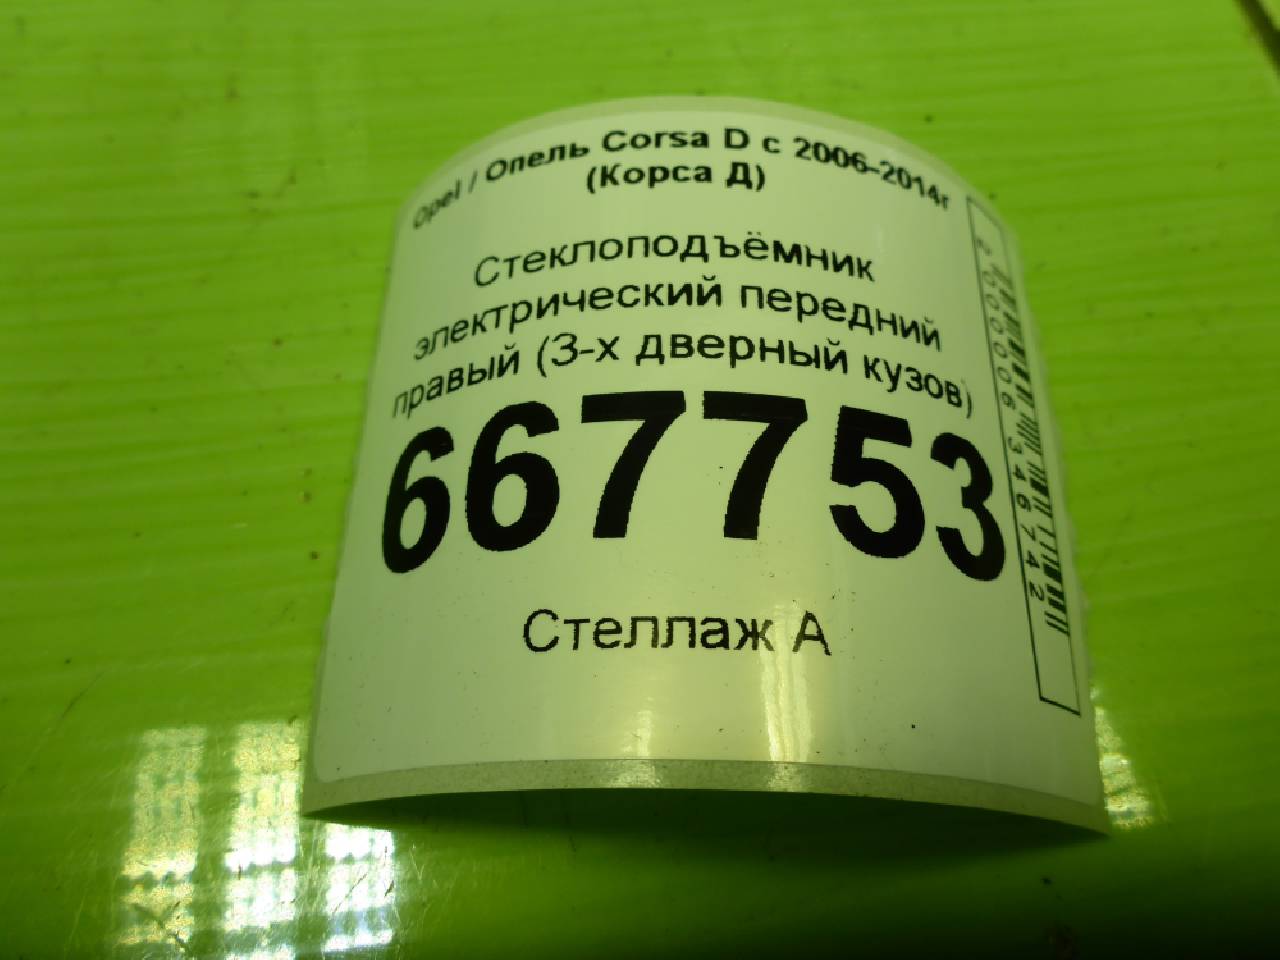 Opel / Опель Corsa D с 2006-2014г
(Корса Д)
Стеклоподъёмник
электрический передний
правый (3-х дверный кузов)
667753
Стеллаж А
2000006346742